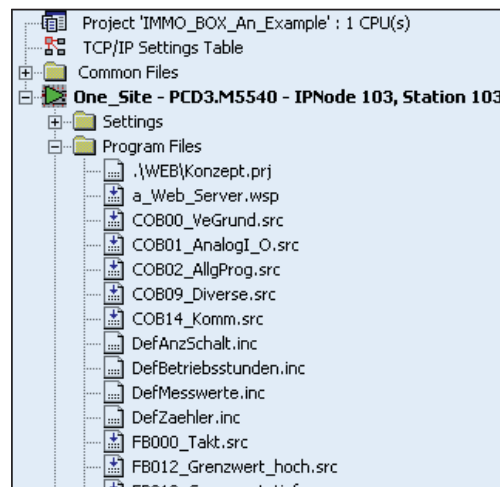 Project 'IMMO_BOX_An_Example' : 1 CPU(s)
TCP/IP Settings Table
Common Files
One_Site - PCD3.M5540 - IPNode 103, Station 103
Settings
Program Files
.\WEB\Konzept.prj
a_Web_Server.wsp
COB00_VeGrund.src
COB01_AnalogI_O.src
COB02_AllgProg.src
COB09_Diverse.src
COB14_Komm.src
DefAnzSchalt.inc
DefBetriebsstunden.inc
DefMesswerte.inc
DefZaehler.inc
FB000_Takt.src
FB012_Grenzwert_hoch.src